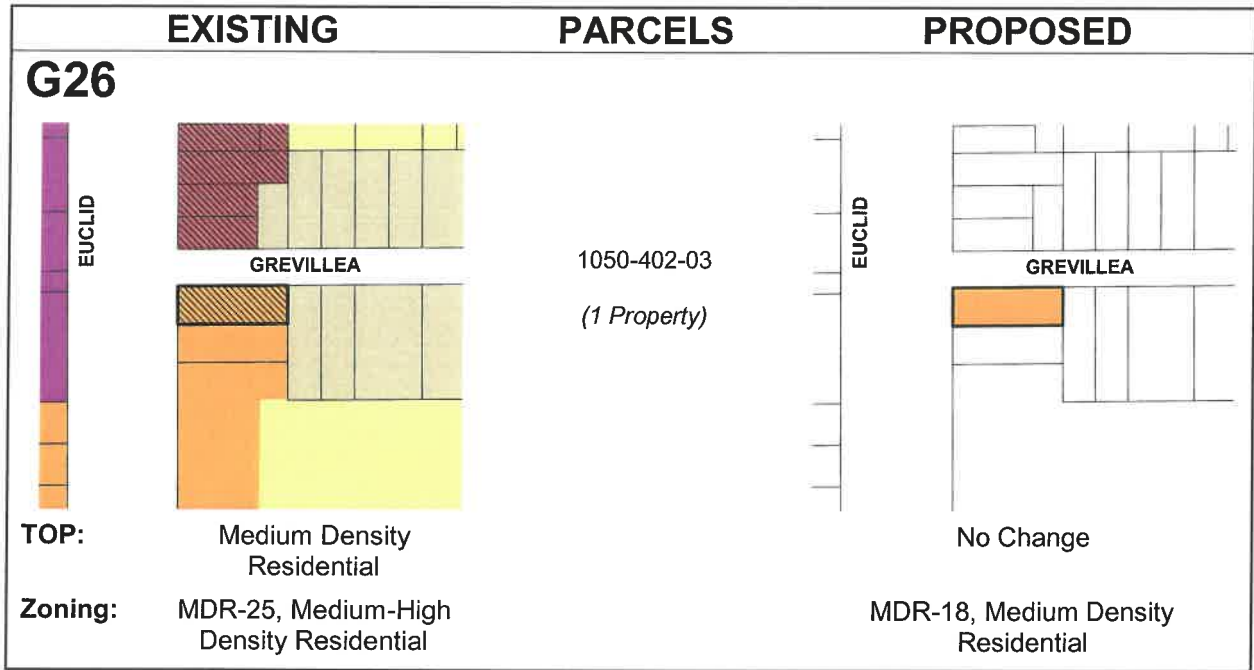 EXISTING PARCELS PROPOSED
G26
EUCLID
GREVILLEA
1050-402-03
(1 Property)
EUCLID
GREVILLEA
TOP: Medium Density
Residential
No Change
Zoning: MDR-25, Medium-High
Density Residential
MDR-18, Medium Density
Residential